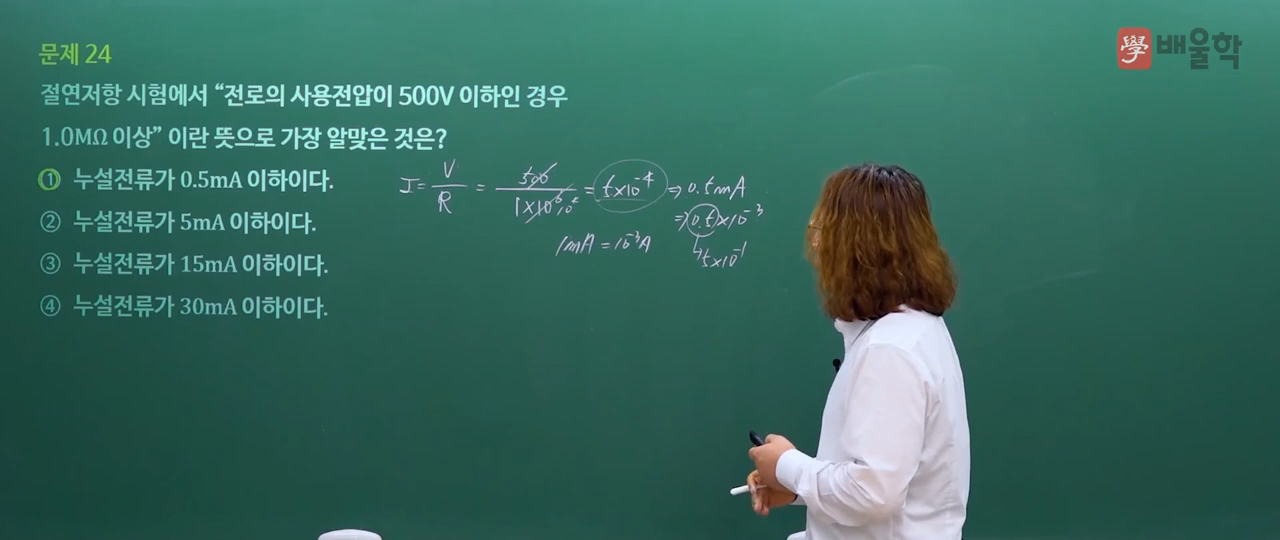 學 배울학
문제 24
절연저항 시험에서 “전로의 사용전압이 500V 이하인 경우
1.0MΩ 이상” 이란 뜻으로 가장 알맞은 것은?
① 누설전류가 0.5mA 이하이다.
② 누설전류가 5mA 이하이다.
③ 누설전류가 15mA 이하이다.
④ 누설전류가 30mA 이하이다.
I = V/R = 500/1×10⁶ = 5×10⁻⁴ ⇒ 0.5mA
⇒ 0.5×10⁻³
1mA = 10⁻³A
↳ 5×10⁻¹